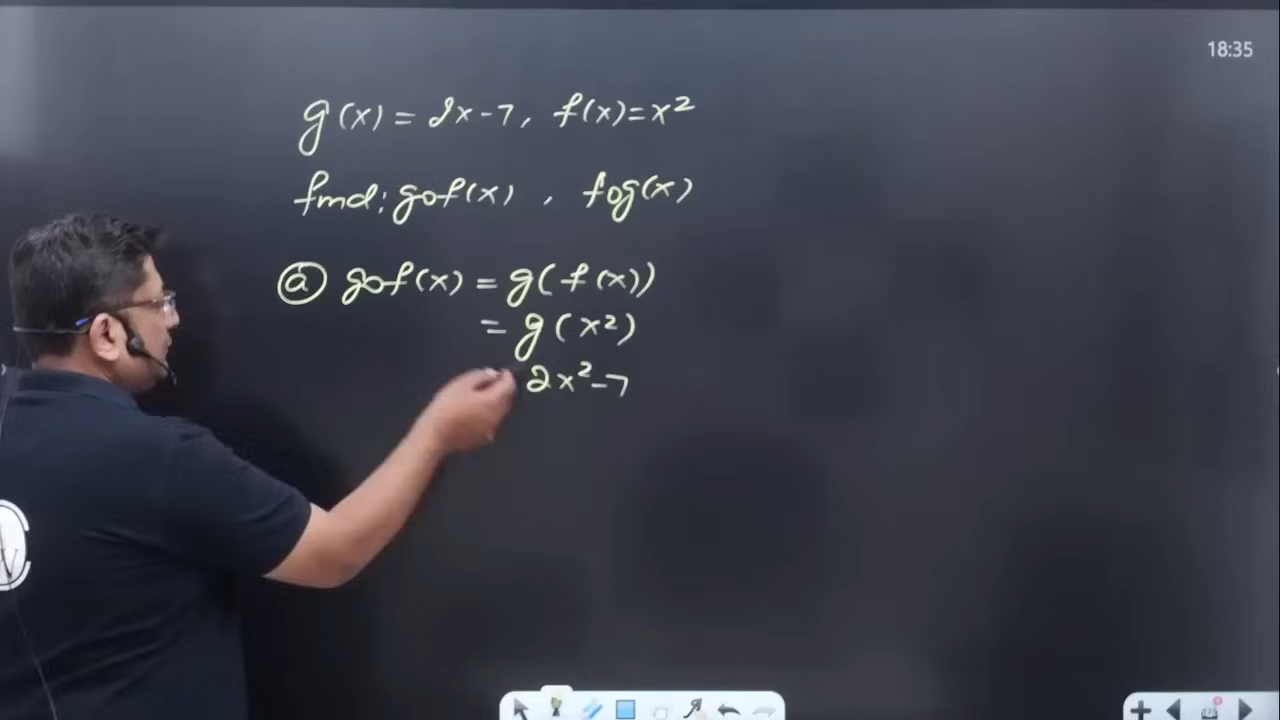 18:35
g(x) = 2x-7, f(x)=x²
find: gof(x) , fog(x)
ⓐ gof(x) = g(f(x))
= g(x²)
2x²-7